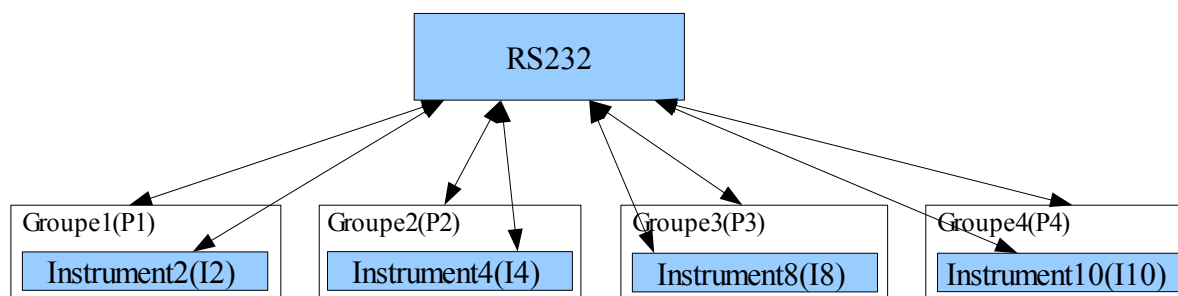 RS232
Groupe1(P1)
Instrument2(I2)
Groupe2(P2)
Instrument4(I4)
Groupe3(P3)
Instrument8(I8)
Groupe4(P4)
Instrument10(I10)